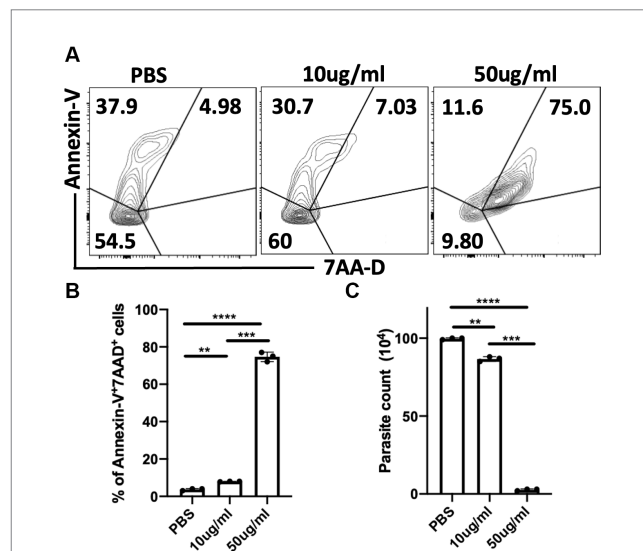 A
PBS
10ug/ml
50ug/ml
Annexin-V
37.9
4.98
54.5
30.7
7.03
60
11.6
75.0
9.80
7AA-D
B
% of Annexin-V+7AAD+ cells
100
80
60
40
20
0
****
**
***
PBS
10ug/ml
50ug/ml
C
Parasite count (10⁴)
100
50
0
****
**
***
PBS
10ug/ml
50ug/ml